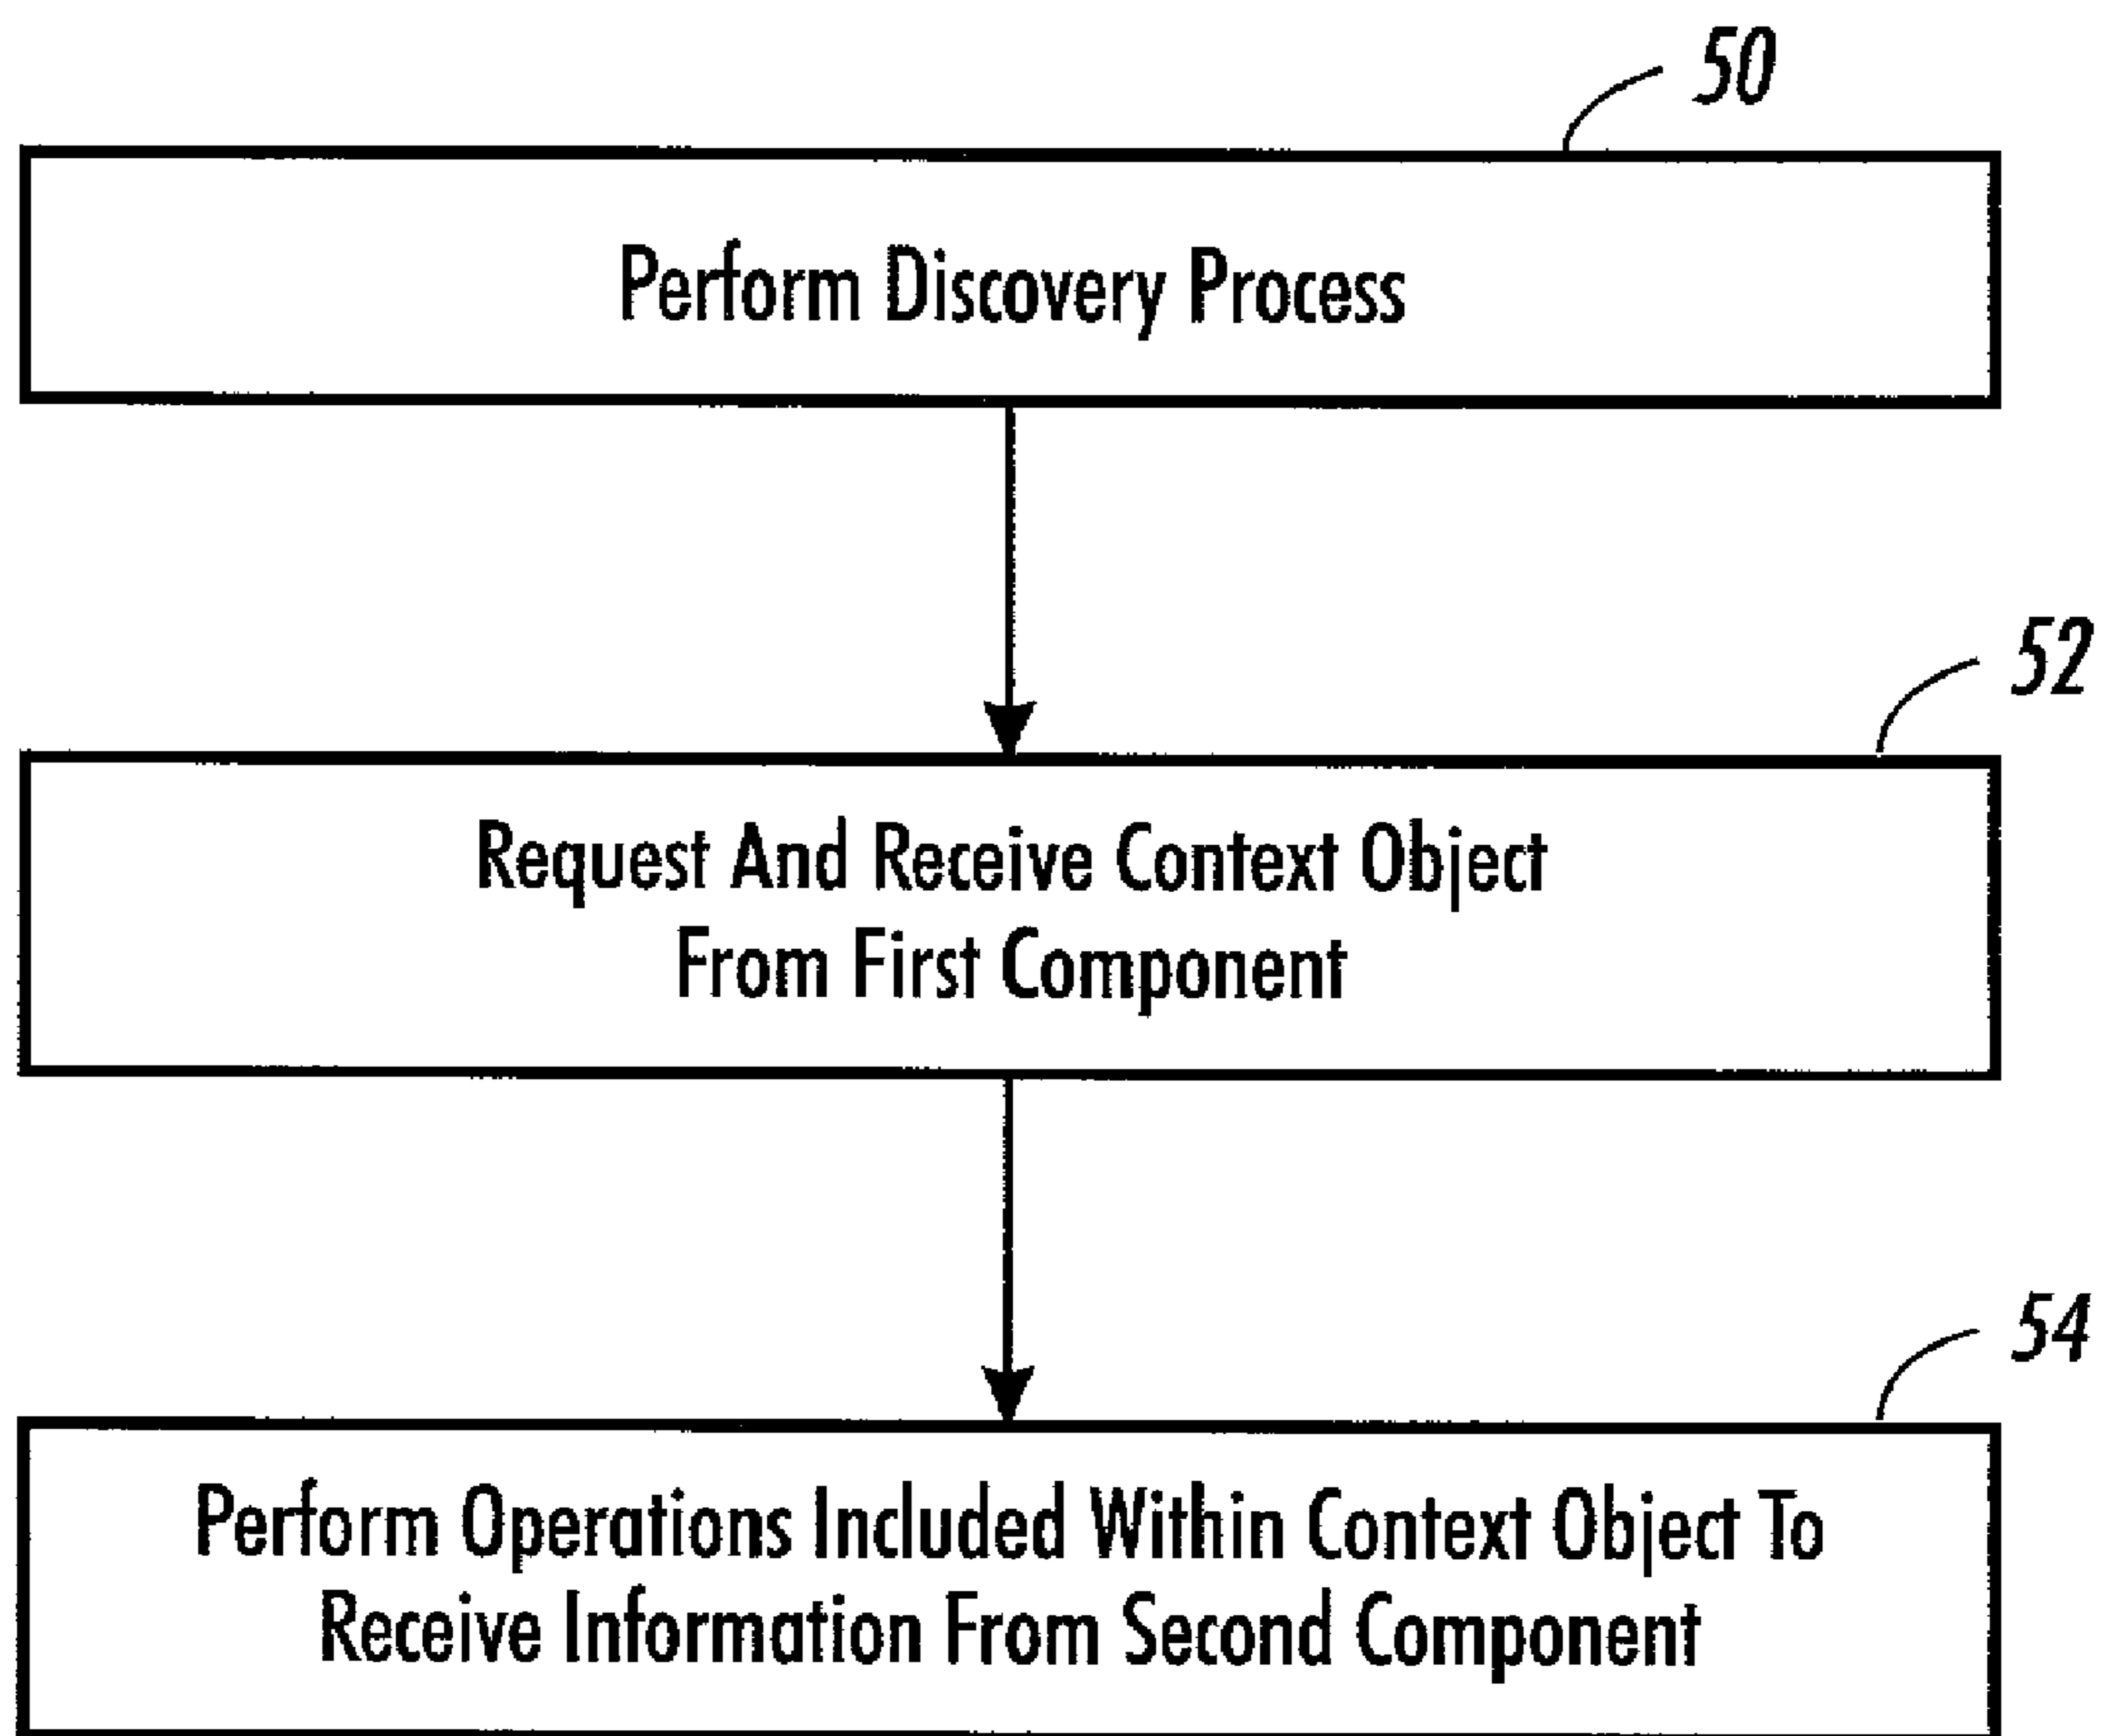 50
Perform Discovery Process
52
Request And Receive Context Object
From First Component
54
Perform Operations Included Within Context Object To
Receive Information From Second Component